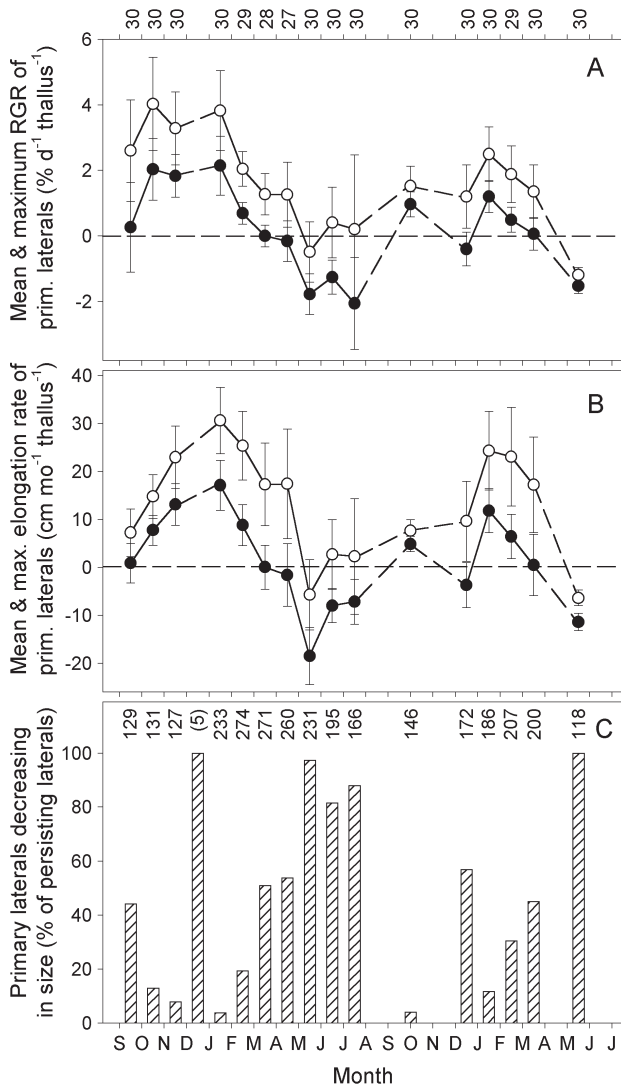 30 30 30 30 29 28 27 30 30 30 30 30 30 29 30 30
A
Mean & maximum RGR of
prim. laterals (% d⁻¹ thallus⁻¹)
6
4
2
0
-2
B
Mean & max. elongation rate of
prim. laterals (cm mo⁻¹ thallus⁻¹)
40
30
20
10
0
-10
-20
129 131 127 (5) 233 274 271 260 231 195 166 146 172 186 207 200 118
C
Primary laterals decreasing
in size (% of persisting laterals)
100
80
60
40
20
0
S O N D J F M A M J J A S O N D J F M A M J J
Month